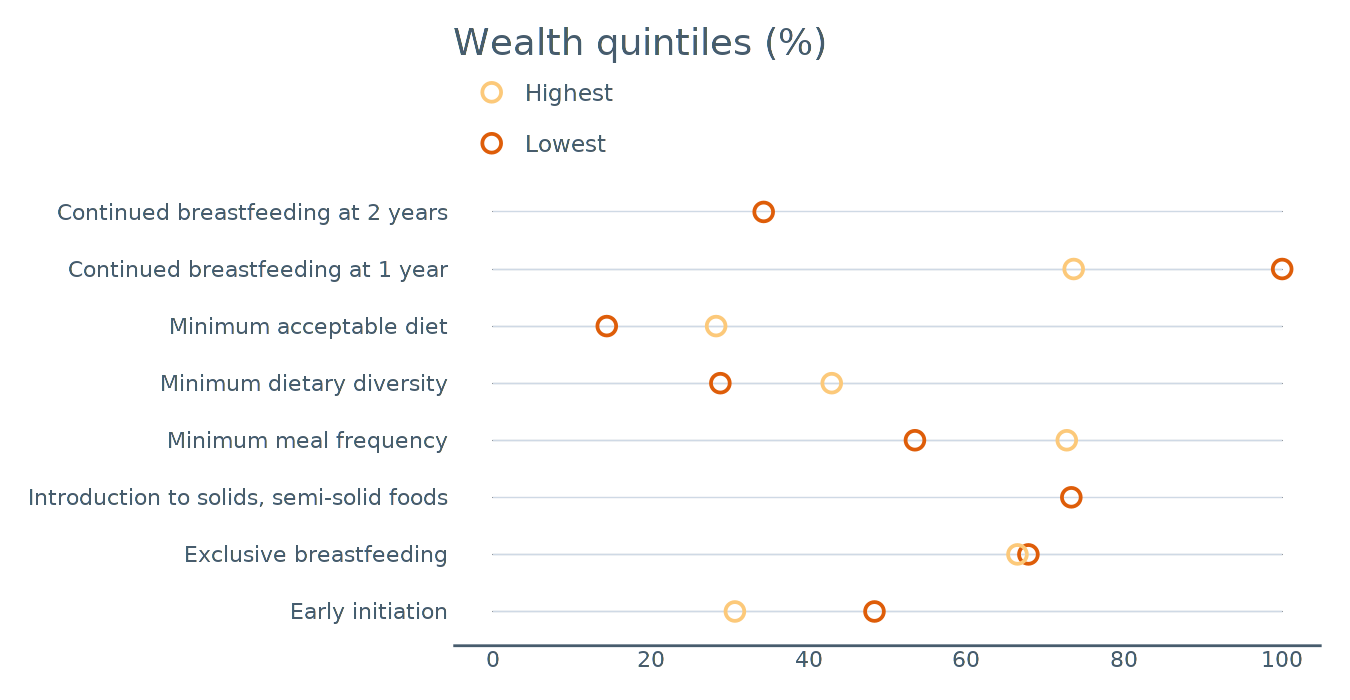 Wealth quintiles (%)
Highest
Lowest
Continued breastfeeding at 2 years
Continued breastfeeding at 1 year
Minimum acceptable diet
Minimum dietary diversity
Minimum meal frequency
Introduction to solids, semi-solid foods
Exclusive breastfeeding
Early initiation
0 20 40 60 80 100